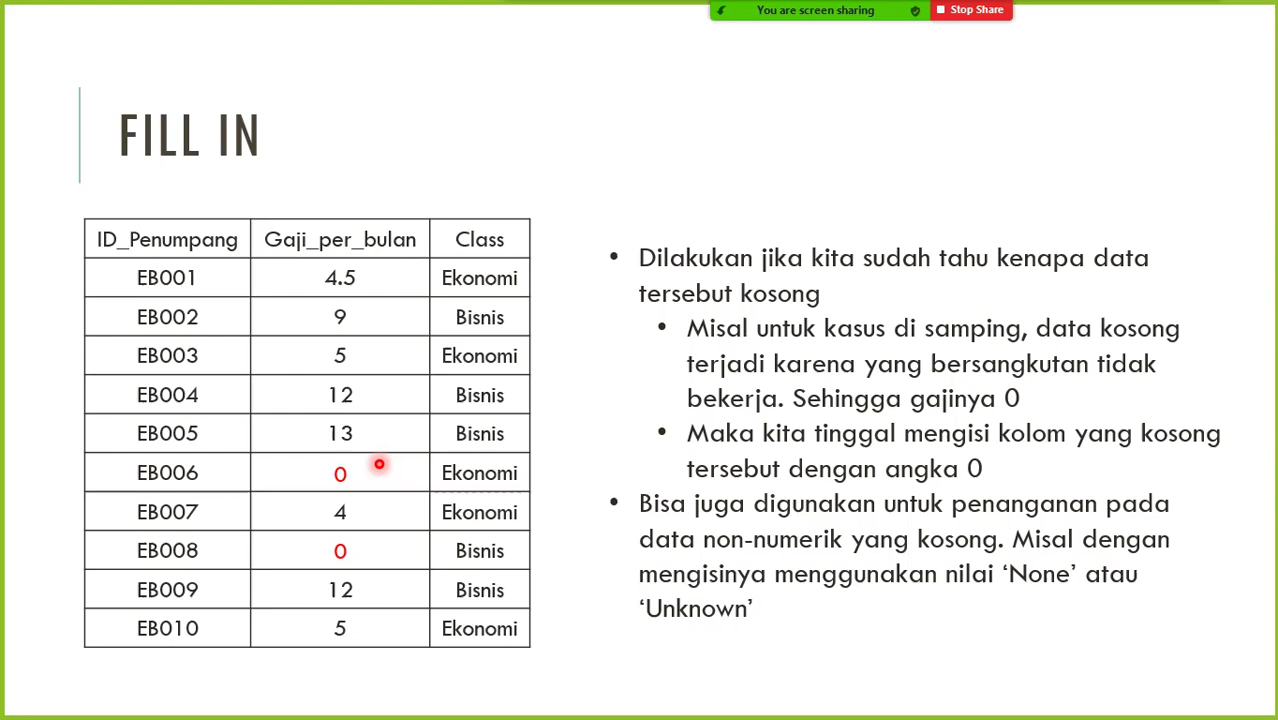 You are screen sharing
Stop Share
FILL IN
ID_Penumpang Gaji_per_bulan Class
EB001 4.5 Ekonomi
EB002 9 Bisnis
EB003 5 Ekonomi
EB004 12 Bisnis
EB005 13 Bisnis
EB006 0 Ekonomi
EB007 4 Ekonomi
EB008 0 Bisnis
EB009 12 Bisnis
EB010 5 Ekonomi
• Dilakukan jika kita sudah tahu kenapa data
tersebut kosong
• Misal untuk kasus di samping, data kosong
terjadi karena yang bersangkutan tidak
bekerja. Sehingga gajinya 0
• Maka kita tinggal mengisi kolom yang kosong
tersebut dengan angka 0
• Bisa juga digunakan untuk penanganan pada
data non-numerik yang kosong. Misal dengan
mengisinya menggunakan nilai ‘None’ atau
‘Unknown’